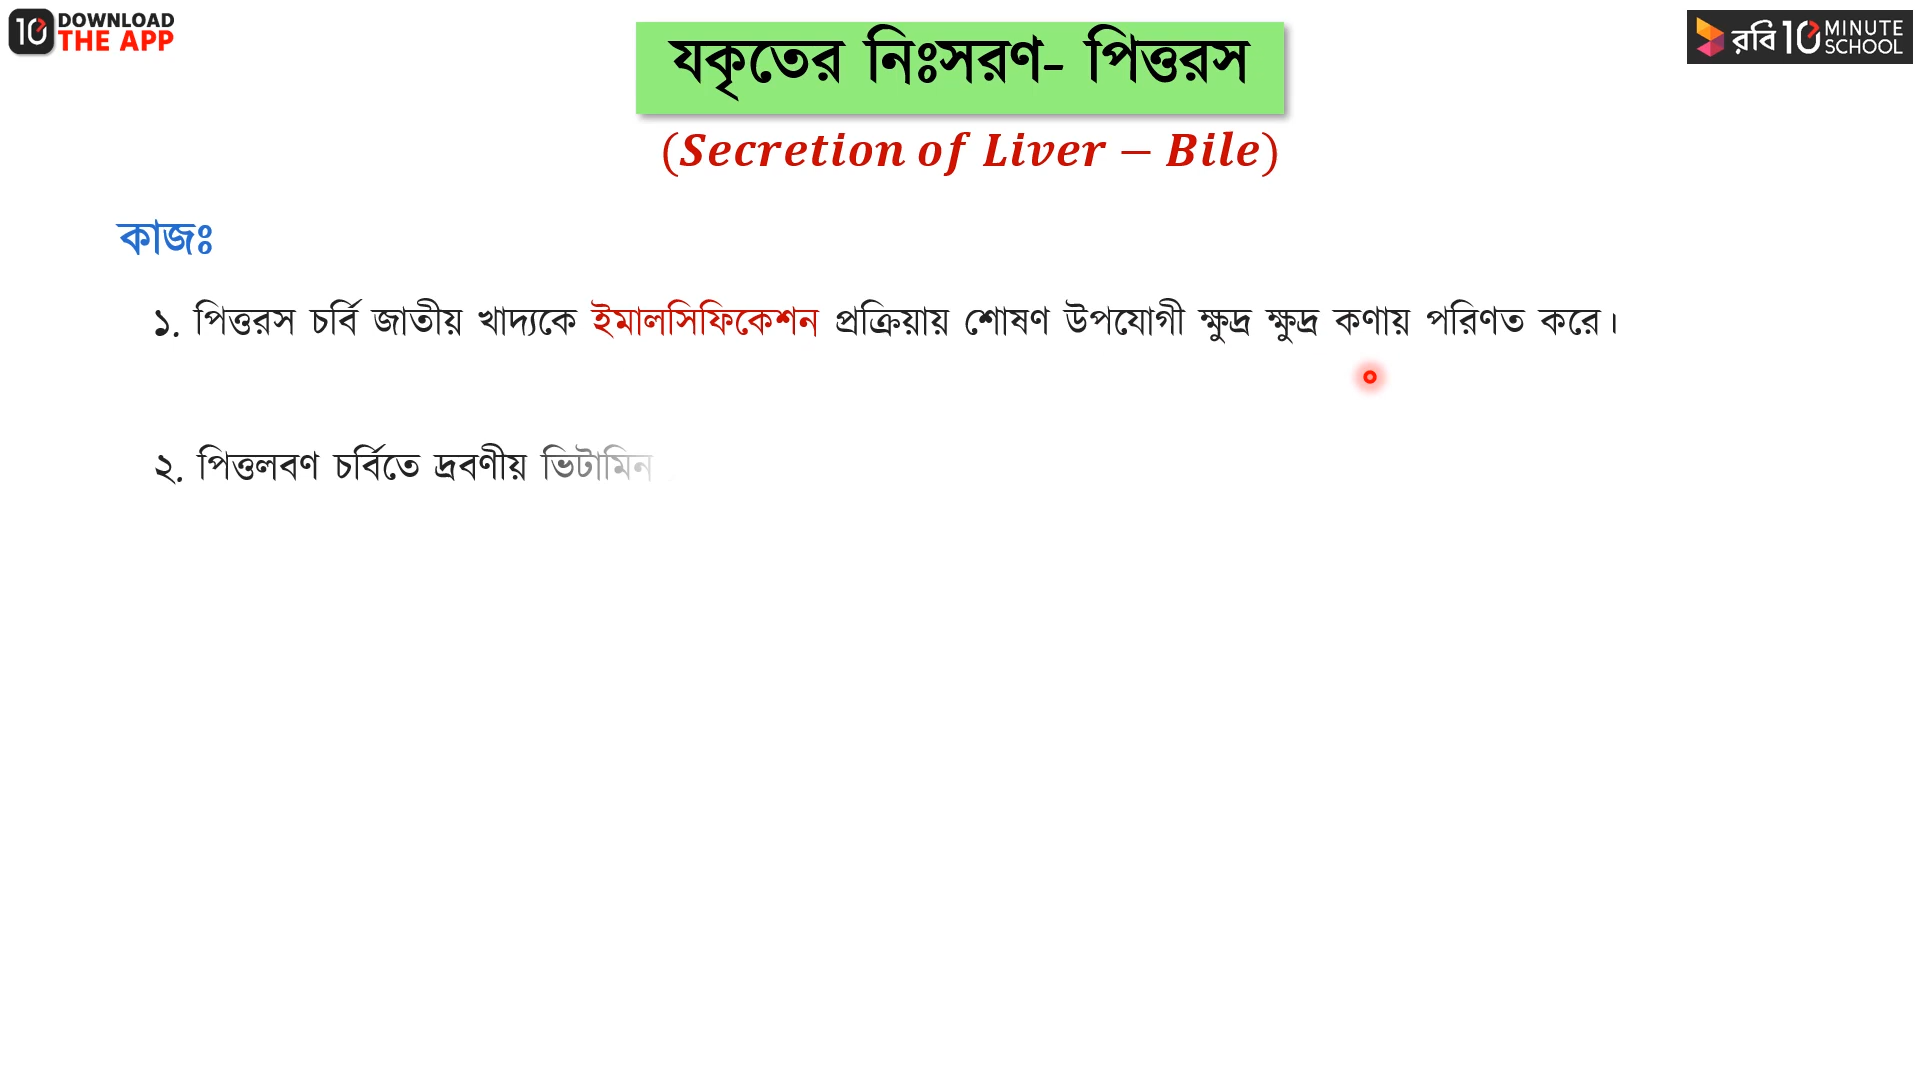 10 DOWNLOAD THE APP
রবি 10 MINUTE SCHOOL
যকৃতের নিঃসরণ- পিত্তরস
(Secretion of Liver – Bile)
কাজঃ
১. পিত্তরস চর্বি জাতীয় খাদ্যকে ইমালসিফিকেশন প্রক্রিয়ায় শোষণ উপযোগী ক্ষুদ্র ক্ষুদ্র কণায় পরিণত করে।
২. পিত্তলবণ চর্বিতে দ্রবণীয় ভিটামিন